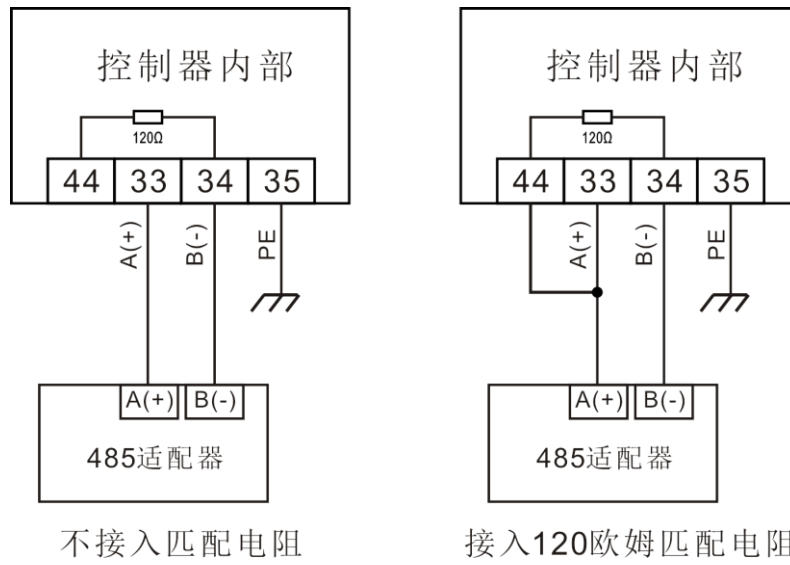 控制器内部
120Ω
44 33 34 35
A(+) B(-) PE
A(+) B(-)
485适配器
不接入匹配电阻
控制器内部
120Ω
44 33 34 35
A(+) B(-) PE
A(+) B(-)
485适配器
接入120欧姆匹配电阻